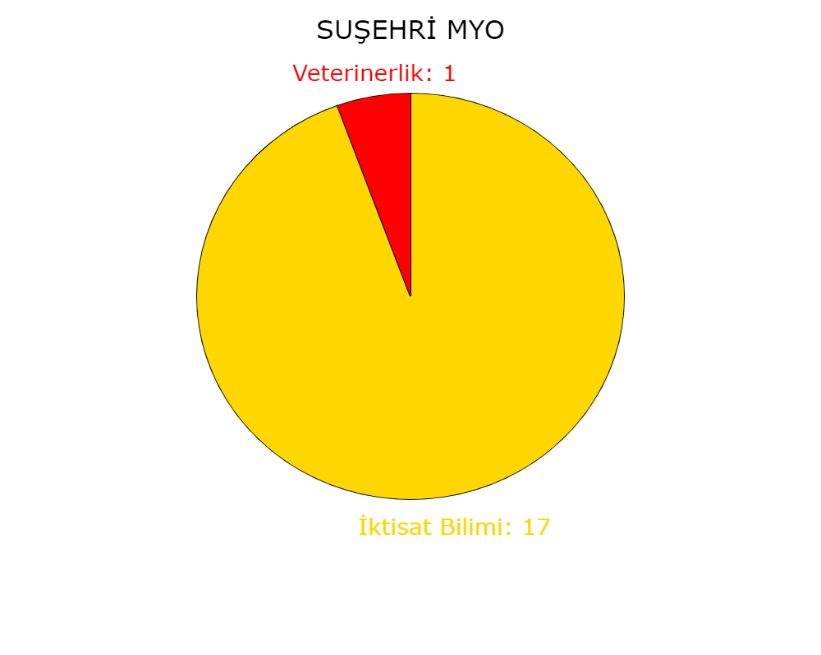 SUŞEHRİ MYO
Veterinerlik: 1
İktisat Bilimi: 17